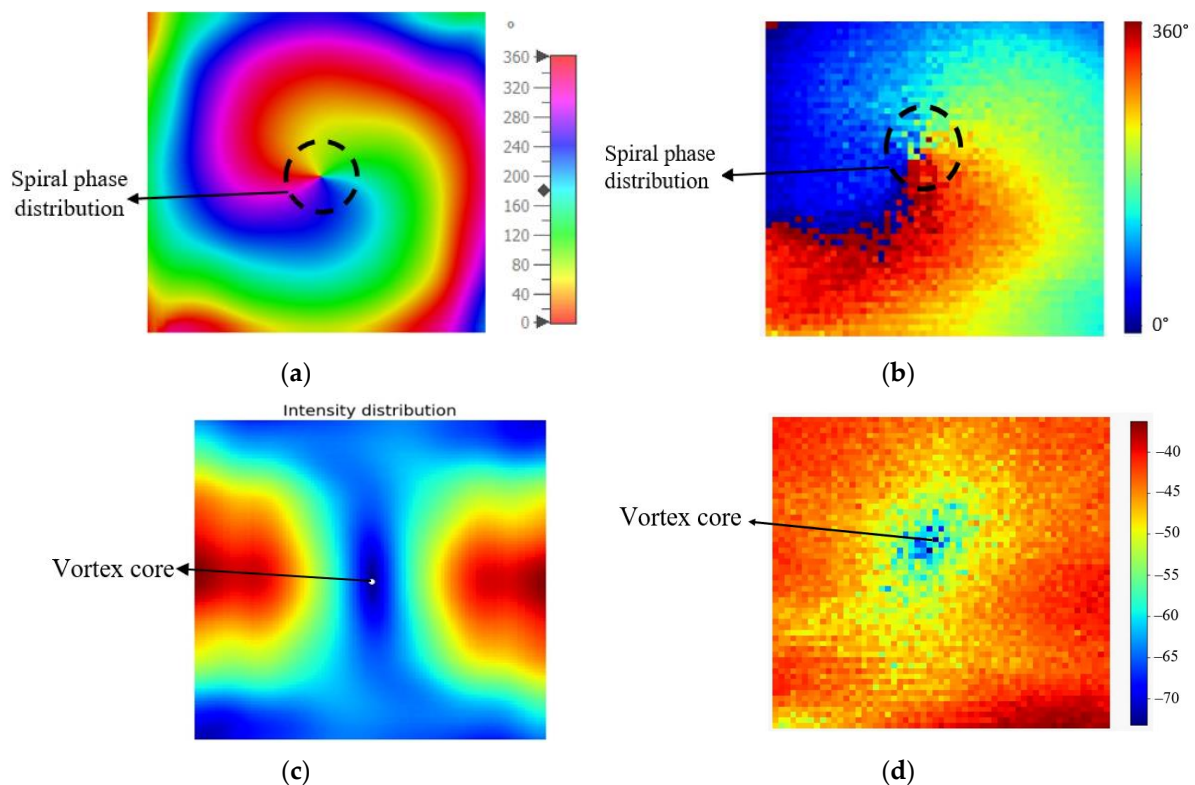 °
360
320
280
240
200
160
120
80
40
0
Spiral phase
distribution
(a)
360°
0°
Spiral phase
distribution
(b)
Intensity distribution
Vortex core
(c)
−40
−45
−50
−55
−60
−65
−70
Vortex core
(d)